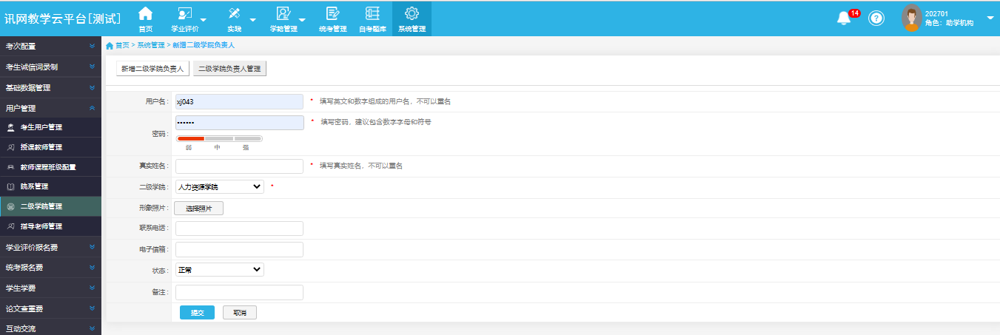 讯网教学云平台[测试]
首页
学业评价
实践
学籍管理
统考管理
自考题库
系统管理
14
202701
角色：助学机构
考次配置
考生诚信词录制
基础数据管理
用户管理
考生用户管理
授课教师管理
教师课程班级配置
院系管理
二级学院管理
指导老师管理
学业评价报名费
统考报名费
学生学费
论文查重费
互动交流
首页 > 系统管理 > 新增二级学院负责人
新增二级学院负责人
二级学院负责人管理
用户名： xj043 * 填写英文和数字组成的用户名，不可以重名
密码： •••••• * 填写密码，建议包含数字字母和符号
弱 中 强
真实姓名： * 填写真实姓名，不可以重名
二级学院： 人力资源学院 *
形象照片： 选择照片
联系电话：
电子信箱：
状态： 正常
备注：
提交 取消